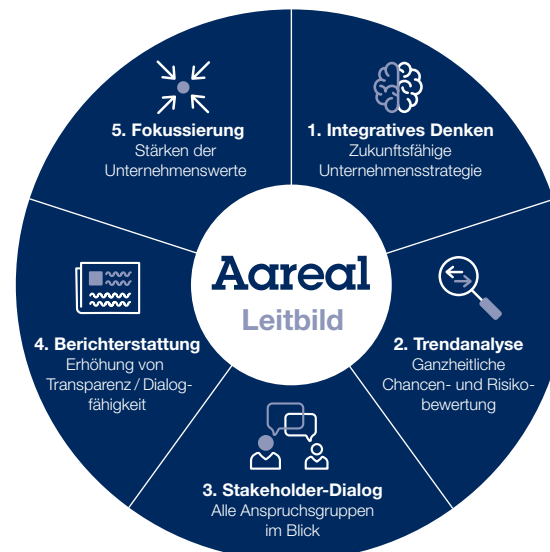 Aareal
Leitbild
1. Integratives Denken
Zukunftsfähige
Unternehmensstrategie
2. Trendanalyse
Ganzheitliche
Chancen- und Risiko-
bewertung
3. Stakeholder-Dialog
Alle Anspruchsgruppen
im Blick
4. Berichterstattung
Erhöhung von
Transparenz / Dialog-
fähigkeit
5. Fokussierung
Stärken der
Unternehmenswerte